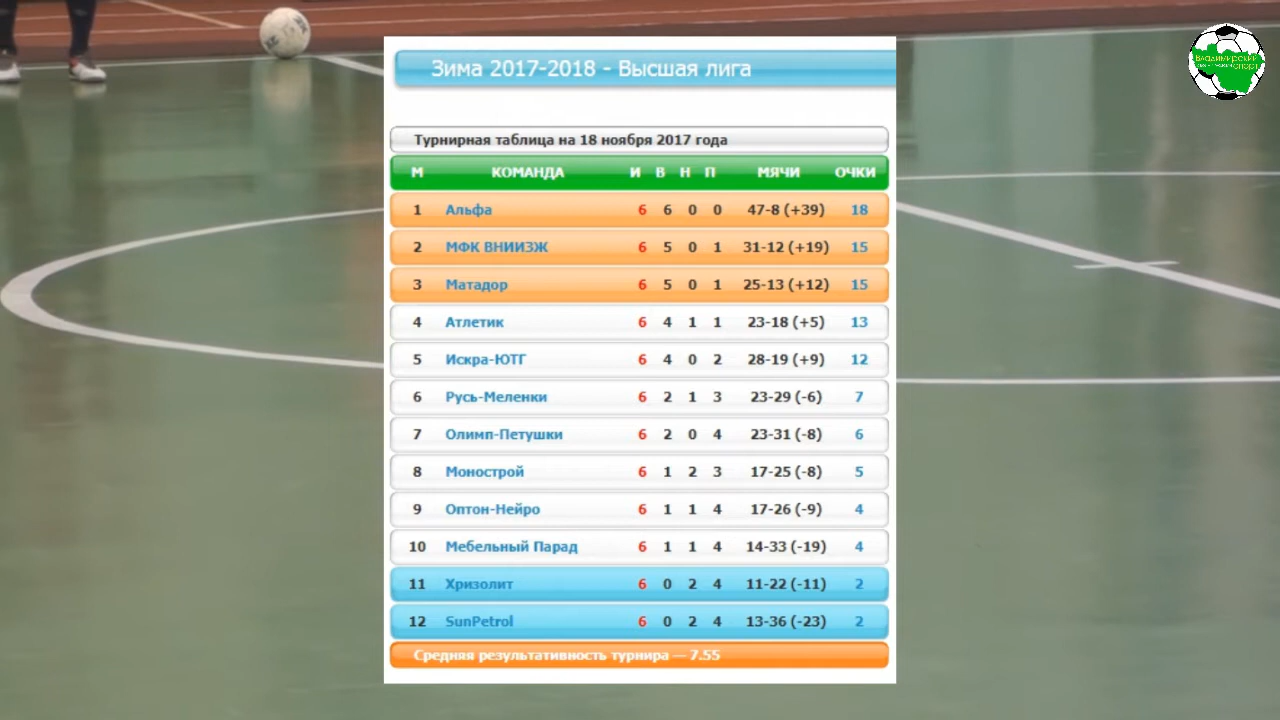 Владимирский
спорт
Зима 2017-2018 - Высшая лига
Турнирная таблица на 18 ноября 2017 года
М КОМАНДА И В Н П МЯЧИ ОЧКИ
1 Альфа 6 6 0 0 47-8 (+39) 18
2 МФК ВНИИЗЖ 6 5 0 1 31-12 (+19) 15
3 Матадор 6 5 0 1 25-13 (+12) 15
4 Атлетик 6 4 1 1 23-18 (+5) 13
5 Искра-ЮТГ 6 4 0 2 28-19 (+9) 12
6 Русь-Меленки 6 2 1 3 23-29 (-6) 7
7 Олимп-Петушки 6 2 0 4 23-31 (-8) 6
8 Монострой 6 1 2 3 17-25 (-8) 5
9 Оптон-Нейро 6 1 1 4 17-26 (-9) 4
10 Мебельный Парад 6 1 1 4 14-33 (-19) 4
11 Хризолит 6 0 2 4 11-22 (-11) 2
12 SunPetrol 6 0 2 4 13-36 (-23) 2
Средняя результативность турнира — 7.55